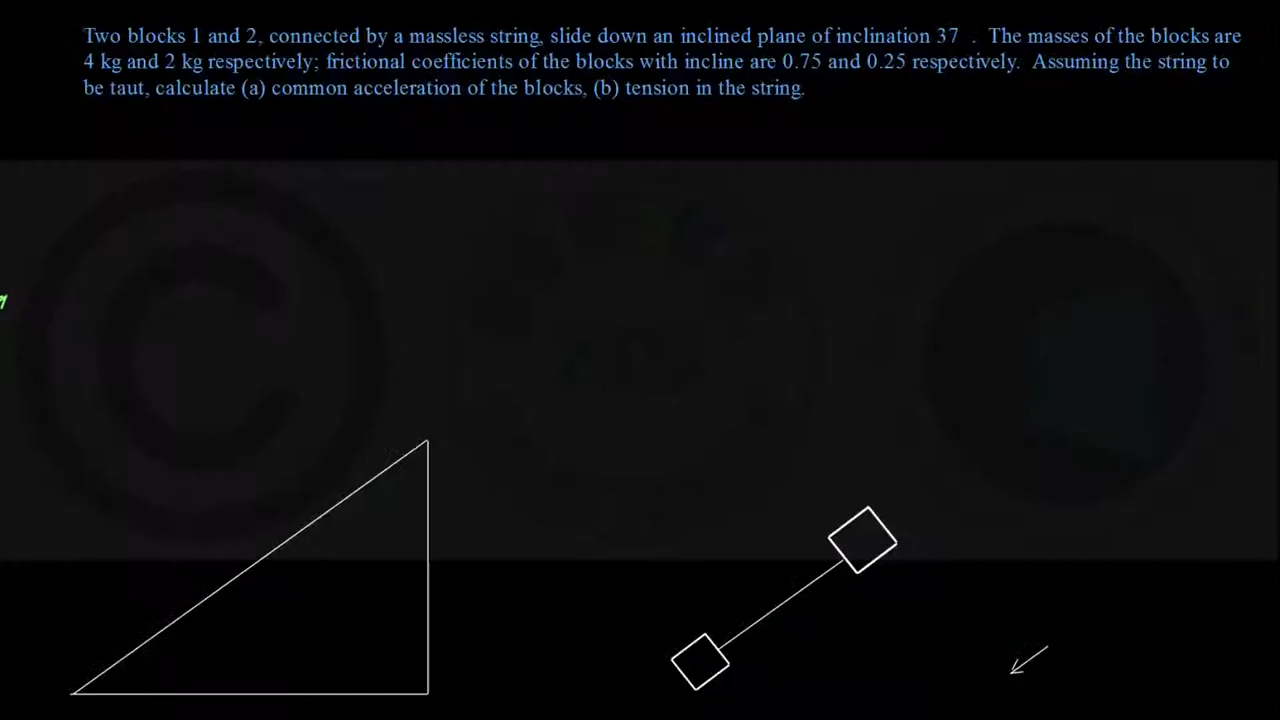 Two blocks 1 and 2, connected by a massless string, slide down an inclined plane of inclination 37 . The masses of the blocks are
4 kg and 2 kg respectively; frictional coefficients of the blocks with incline are 0.75 and 0.25 respectively. Assuming the string to
be taut, calculate (a) common acceleration of the blocks, (b) tension in the string.